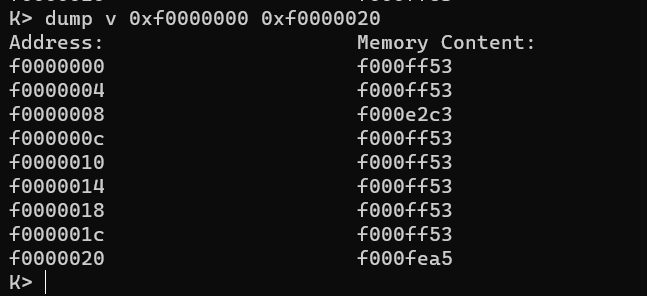 K> dump v 0xf0000000 0xf0000020
Address: Memory Content:
f0000000 f000ff53
f0000004 f000ff53
f0000008 f000e2c3
f000000c f000ff53
f0000010 f000ff53
f0000014 f000ff53
f0000018 f000ff53
f000001c f000ff53
f0000020 f000fea5
K>